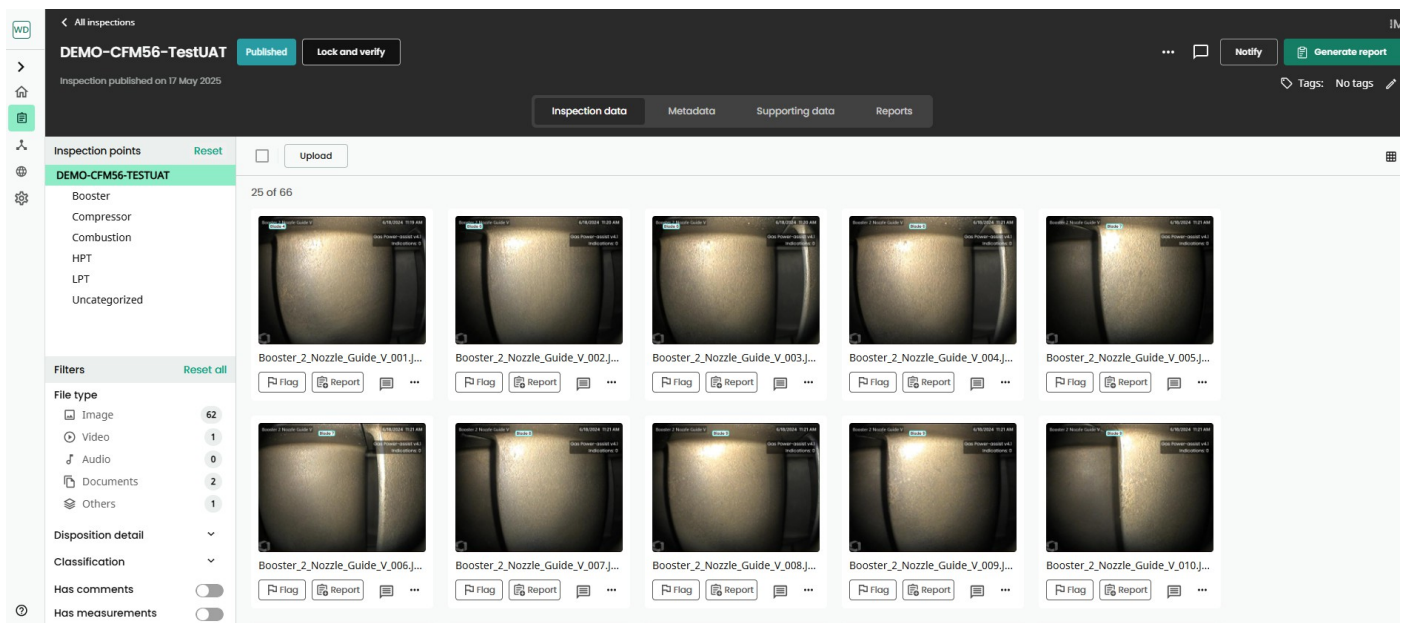 WD
All inspections
DEMO-CFM56-TestUAT
Published
Lock and verify
Notify
Generate report
Inspection published on 17 May 2025
Tags: No tags
Inspection data
Metadata
Supporting data
Reports
Inspection points
Reset
DEMO-CFM56-TESTUAT
Booster
Compressor
Combustion
HPT
LPT
Uncategorized
Filters
Reset all
File type
Image 62
Video 1
Audio 0
Documents 2
Others 1
Disposition detail
Classification
Has comments
Has measurements
Upload
25 of 66
Booster_2_Nozzle_Guide_V_001.J...
Flag Report
Booster_2_Nozzle_Guide_V_002.J...
Flag Report
Booster_2_Nozzle_Guide_V_003.J...
Flag Report
Booster_2_Nozzle_Guide_V_004.J...
Flag Report
Booster_2_Nozzle_Guide_V_005.J...
Flag Report
Booster_2_Nozzle_Guide_V_006.J...
Flag Report
Booster_2_Nozzle_Guide_V_007.J...
Flag Report
Booster_2_Nozzle_Guide_V_008.J...
Flag Report
Booster_2_Nozzle_Guide_V_009.J...
Flag Report
Booster_2_Nozzle_Guide_V_010.J...
Flag Report